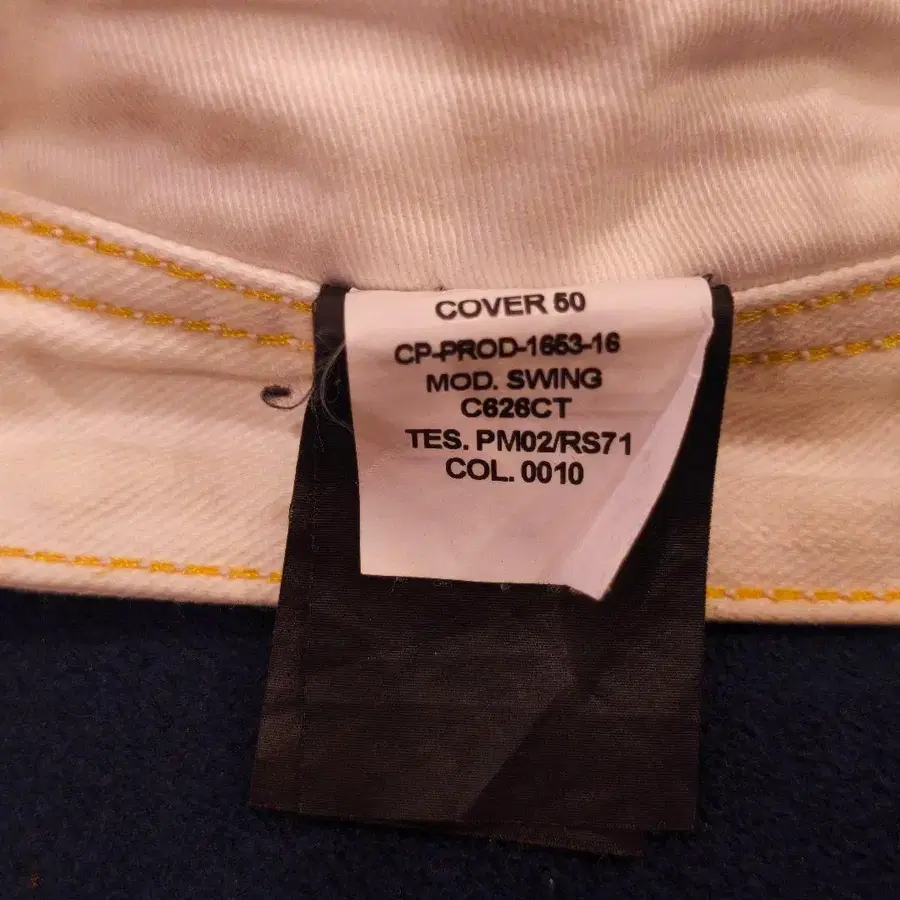 COVER 50
CP-PROD-1653-16
MOD. SWING
C626CT
TES. PM02/RS71
COL. 0010